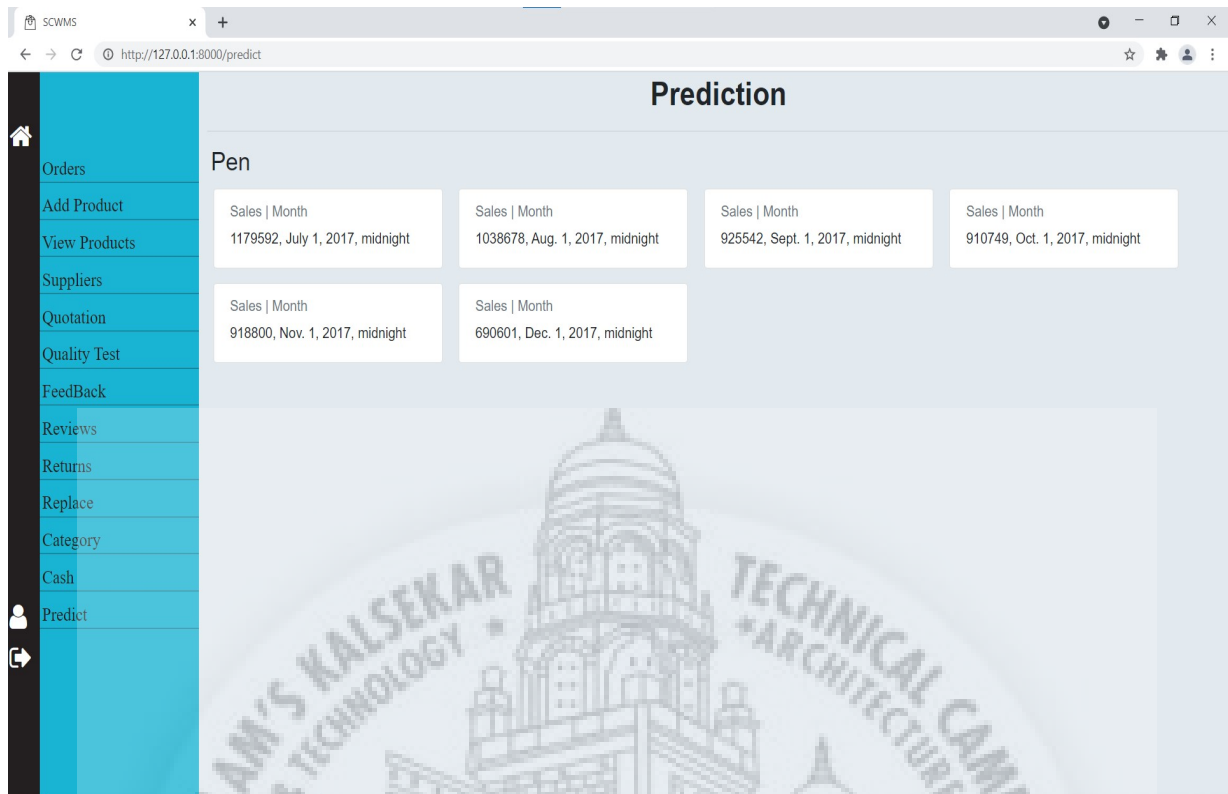 SCWMS
http://127.0.0.1:8000/predict
Prediction
Orders
Add Product
View Products
Suppliers
Quotation
Quality Test
FeedBack
Reviews
Returns
Replace
Category
Cash
Predict
Pen
Sales | Month
1179592, July 1, 2017, midnight
Sales | Month
1038678, Aug. 1, 2017, midnight
Sales | Month
925542, Sept. 1, 2017, midnight
Sales | Month
910749, Oct. 1, 2017, midnight
Sales | Month
918800, Nov. 1, 2017, midnight
Sales | Month
690601, Dec. 1, 2017, midnight
KALSEKAR TECHNICAL
TECHNOLOGY